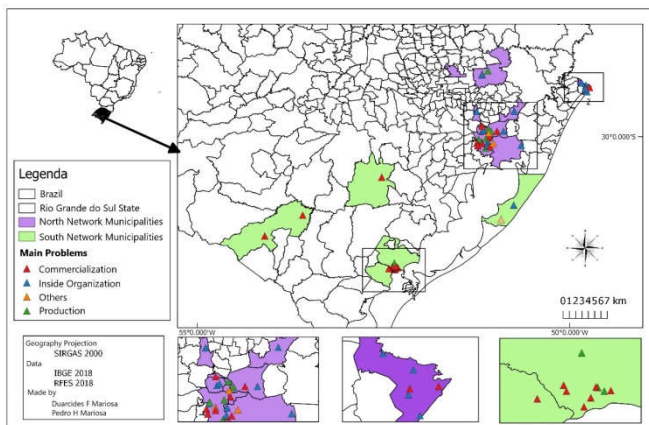 Legenda
Brazil
Rio Grande do Sul State
North Network Municipalities
South Network Municipalities
Main Problems
Commercialization
Inside Organization
Others
Production
30°0.000'S
01234567 km
55°0.000'W
50°0.000'W
Geography Projection
SIRGAS 2000
Data
IBGE 2018
RFES 2018
Made by
Duarcides F Mariosa
Pedro H Mariosa